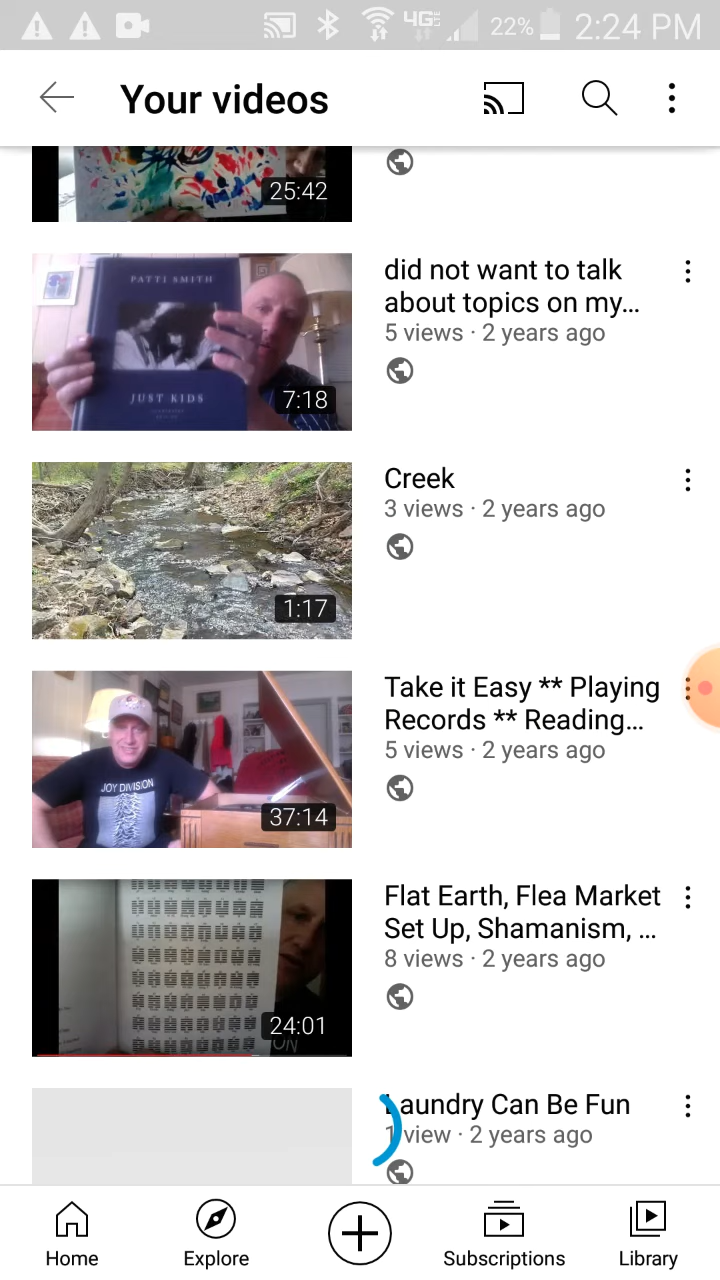 4GE 22% 2:24 PM
Your videos
25:42
did not want to talk
about topics on my...
5 views · 2 years ago
PATTI SMITH
JUST KIDS
7:18
Creek
3 views · 2 years ago
1:17
Take it Easy ** Playing
Records ** Reading...
5 views · 2 years ago
JOY DIVISION
37:14
Flat Earth, Flea Market
Set Up, Shamanism, ...
8 views · 2 years ago
24:01
ON
Laundry Can Be Fun
1 view · 2 years ago
Home
Explore
Subscriptions
Library